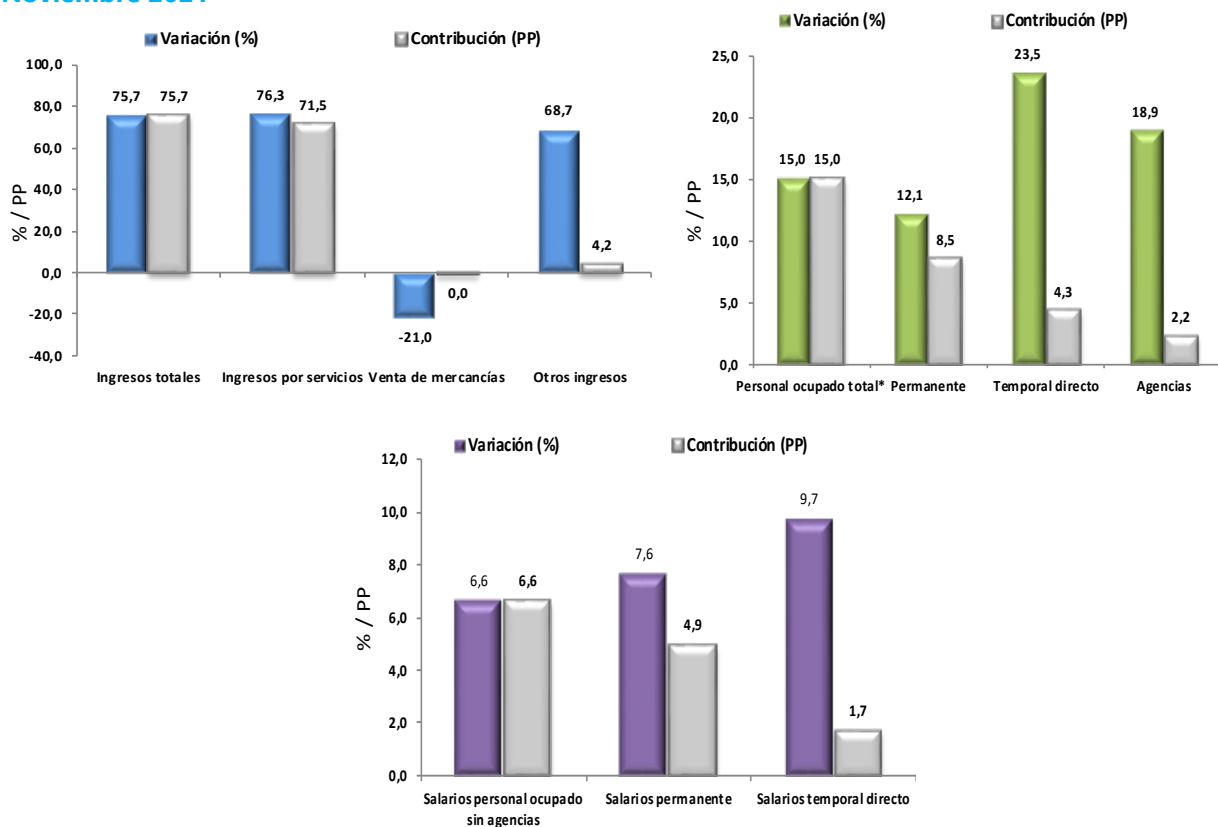 Noviembre 2021
Variación (%) Contribución (PP)
100,0
80,0
60,0
40,0
20,0
0,0
-20,0
-40,0
% / PP
75,7 75,7 76,3 71,5 -21,0 0,0 68,7 4,2
Ingresos totales Ingresos por servicios Venta de mercancías Otros ingresos
Variación (%) Contribución (PP)
25,0
20,0
15,0
10,0
5,0
0,0
% / PP
15,0 15,0 12,1 8,5 23,5 4,3 18,9 2,2
Personal ocupado total* Permanente Temporal directo Agencias
Variación (%) Contribución (PP)
12,0
10,0
8,0
6,0
4,0
2,0
0,0
% / PP
6,6 6,6 7,6 4,9 9,7 1,7
Salarios personal ocupado Salarios permanente Salarios temporal directo
sin agencias